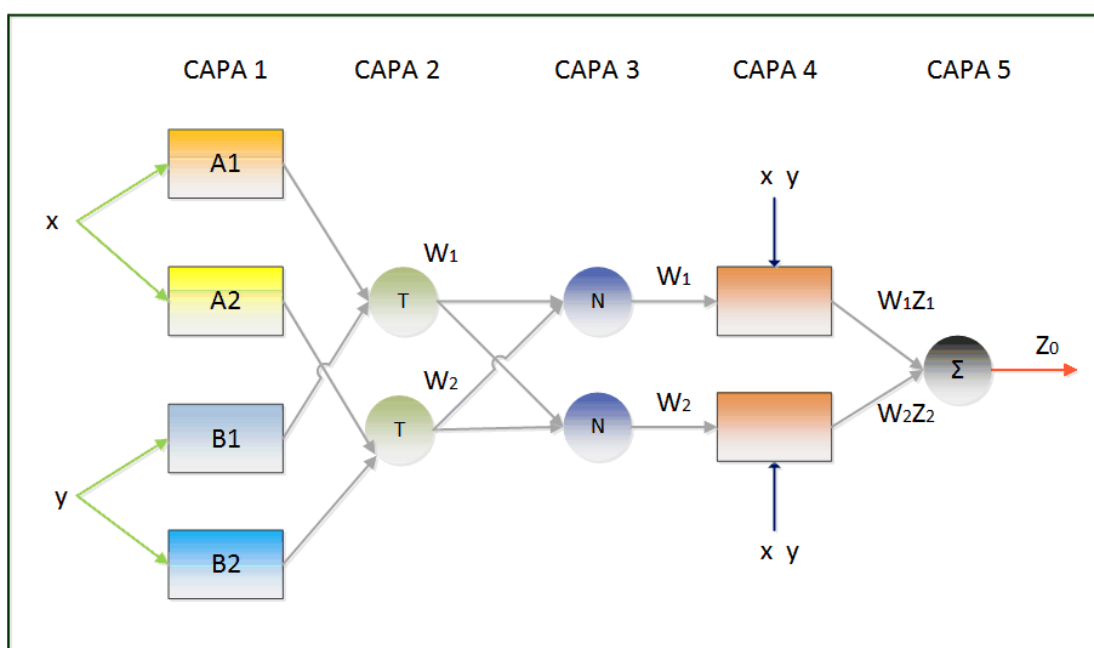 CAPA 1 CAPA 2 CAPA 3 CAPA 4 CAPA 5
A1
x y
x
W1 W1
A2
W1Z1
T N
Z0
Σ
W2 W2
W2Z2
B1
T N
y
B2
x y